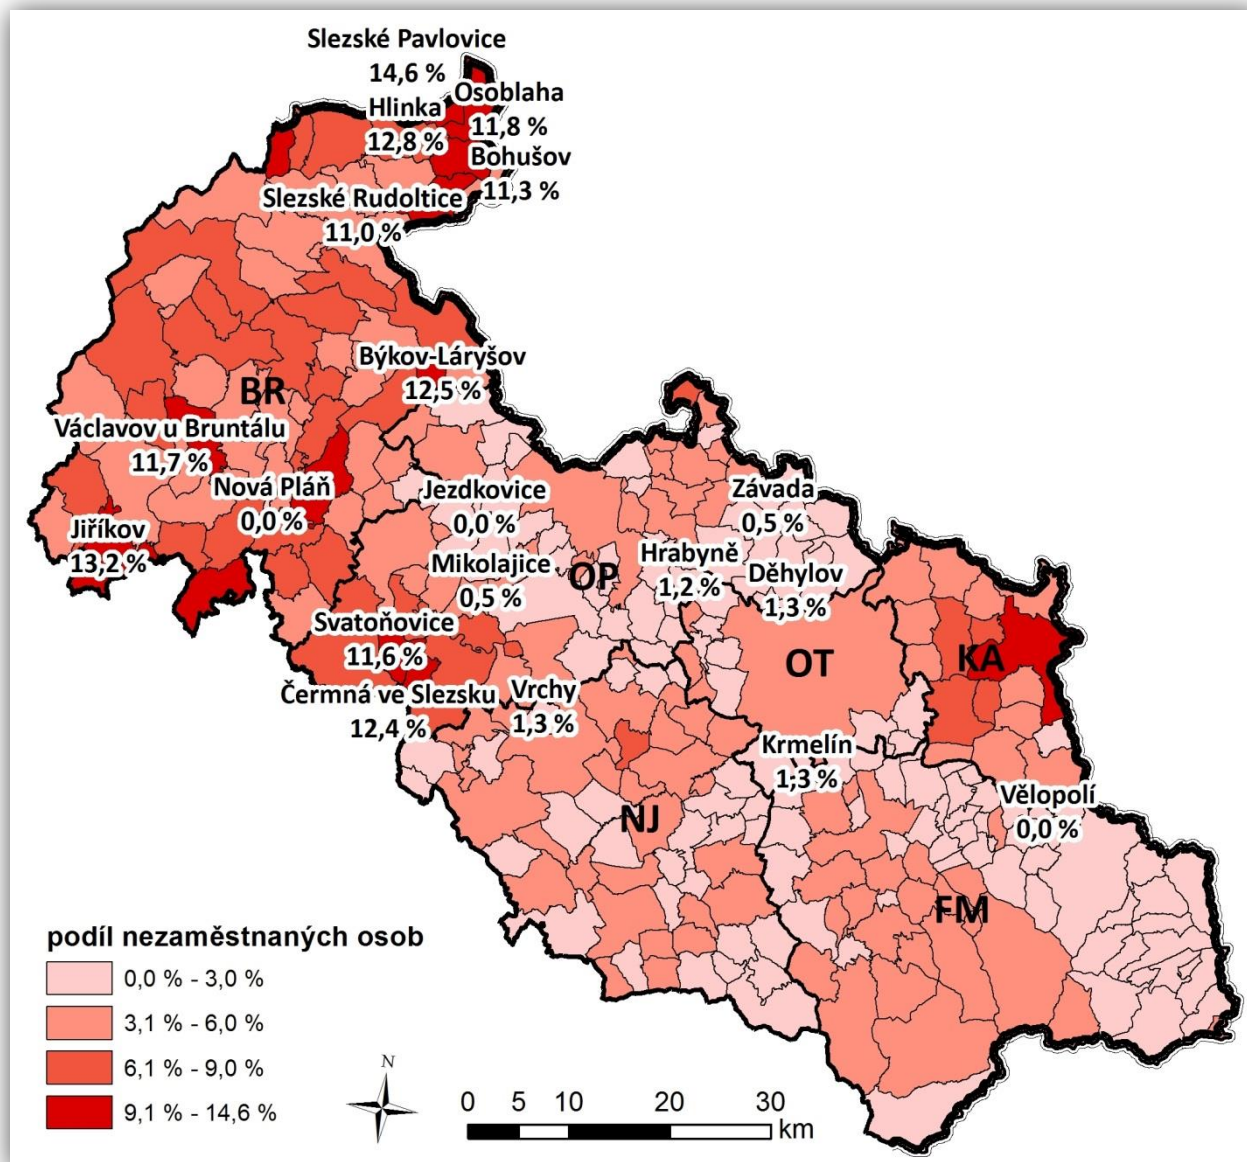 Slezské Pavlovice
14,6 %
Osoblaha
11,8 %
Hlinka
12,8 %
Bohušov
11,3 %
Slezské Rudoltice
11,0 %
Býkov-Láryšov
12,5 %
BR
Václavov u Bruntálu
11,7 %
Nová Pláň
0,0 %
Jezdkovice
0,0 %
Závada
0,5 %
Jiříkov
13,2 %
Mikolajice
0,5 %
OP
Hrabyně
1,2 %
Děhylov
1,3 %
Svatoňovice
11,6 %
OT
KA
Čermná ve Slezsku
12,4 %
Vrchy
1,3 %
Krmelín
1,3 %
Vělopolí
0,0 %
NJ
FM
podíl nezaměstnaných osob
0,0 % - 3,0 %
3,1 % - 6,0 %
6,1 % - 9,0 %
9,1 % - 14,6 %
N
0 5 10 20 30
km